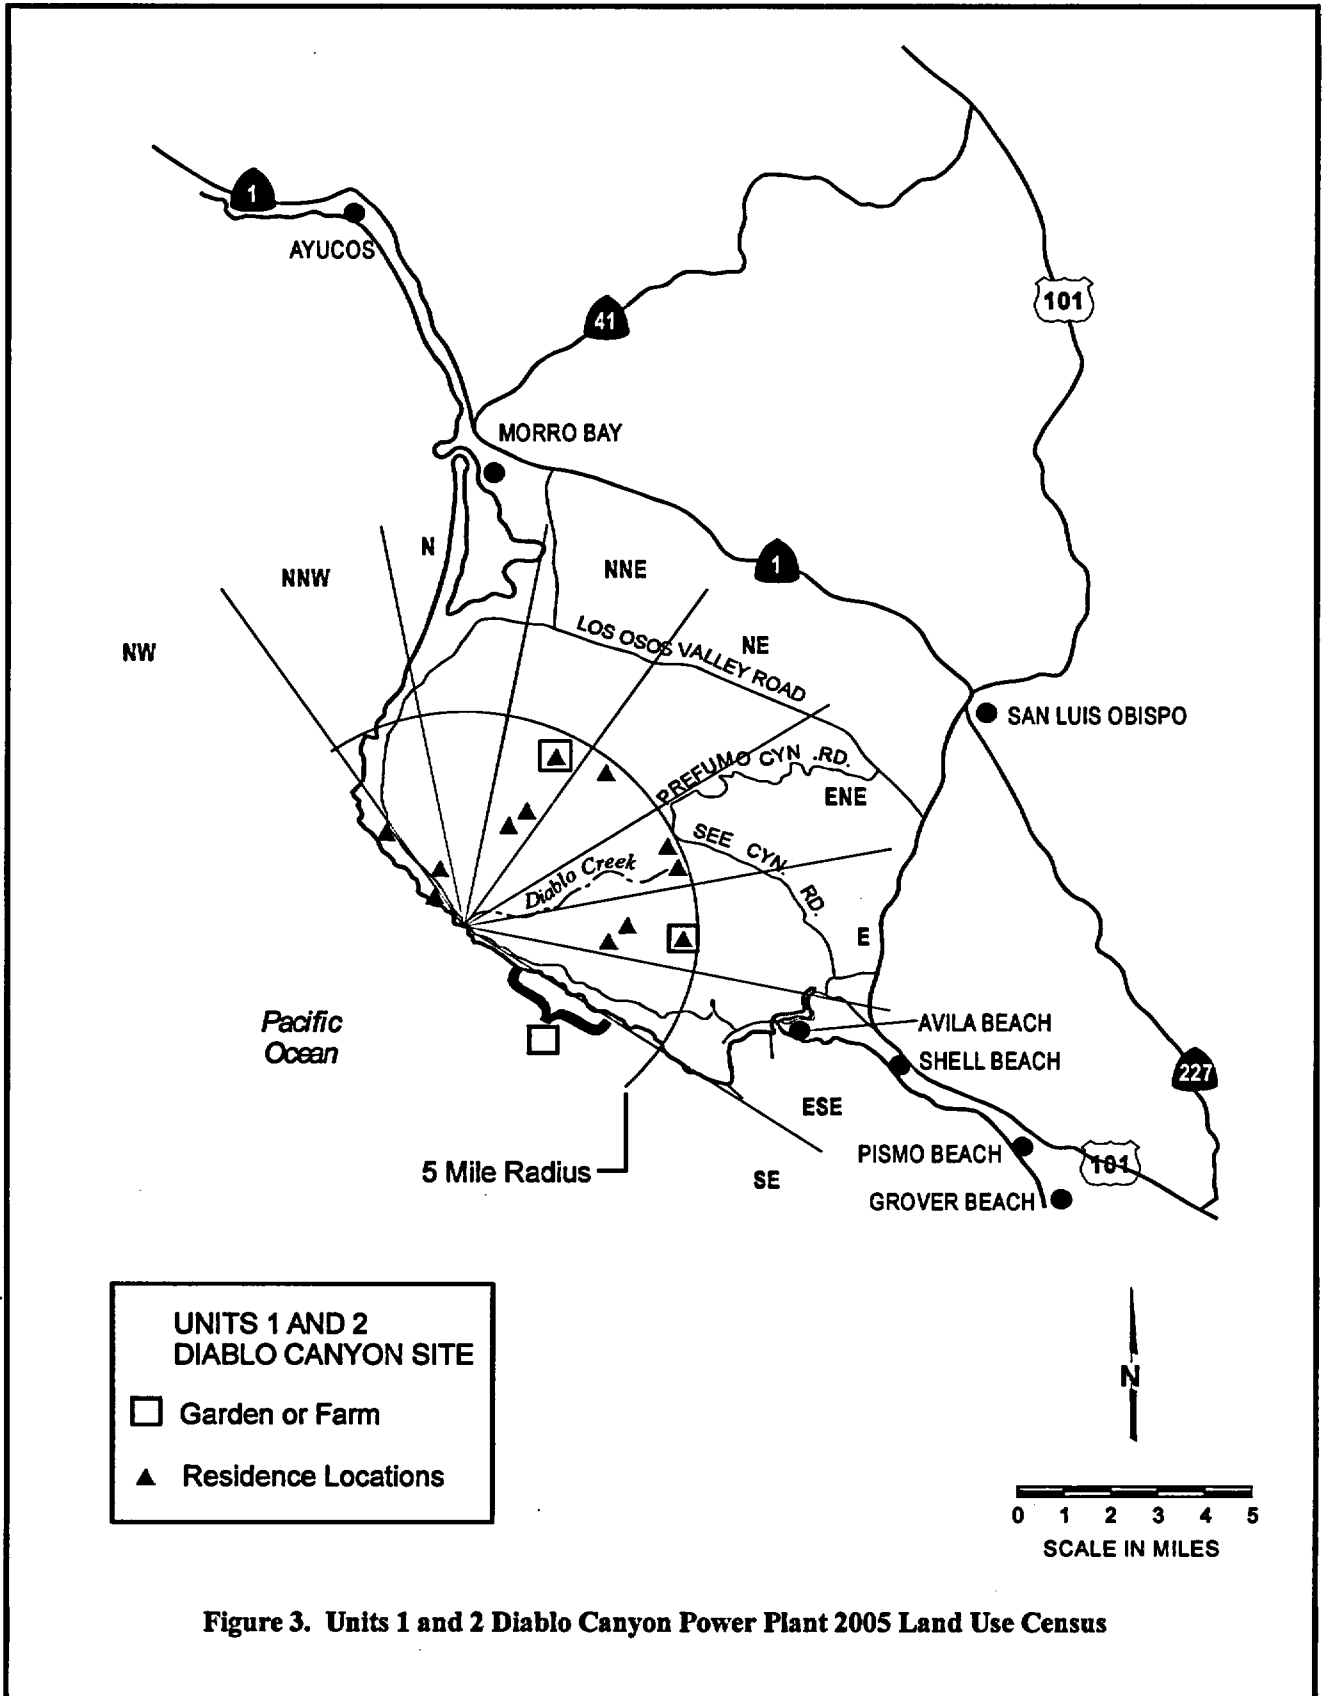 1
AYUCOS
101
41
MORRO BAY
N
NNE
1
NNW
NW
LOS OSOS VALLEY ROAD
NE
SAN LUIS OBISPO
PREFUMO CYN .RD.
ENE
SEE CYN. RD.
Diablo Creek
E
Pacific
Ocean
AVILA BEACH
SHELL BEACH
227
ESE
PISMO BEACH
101
5 Mile Radius
SE
GROVER BEACH
UNITS 1 AND 2
DIABLO CANYON SITE
Garden or Farm
Residence Locations
N
0 1 2 3 4 5
SCALE IN MILES
Figure 3. Units 1 and 2 Diablo Canyon Power Plant 2005 Land Use Census